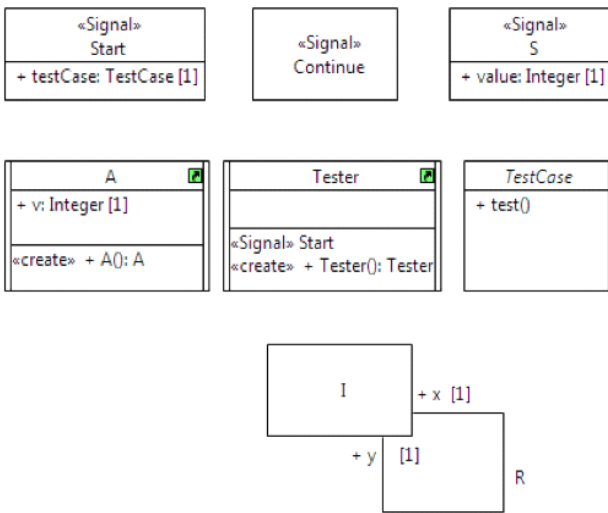 «Signal»
Start
+ testCase: TestCase [1]
«Signal»
Continue
«Signal»
S
+ value: Integer [1]
A
+ v: Integer [1]
«create» + A(): A
Tester
«Signal» Start
«create» + Tester(): Tester
TestCase
+ test()
I
+ x [1]
+ y [1]
R